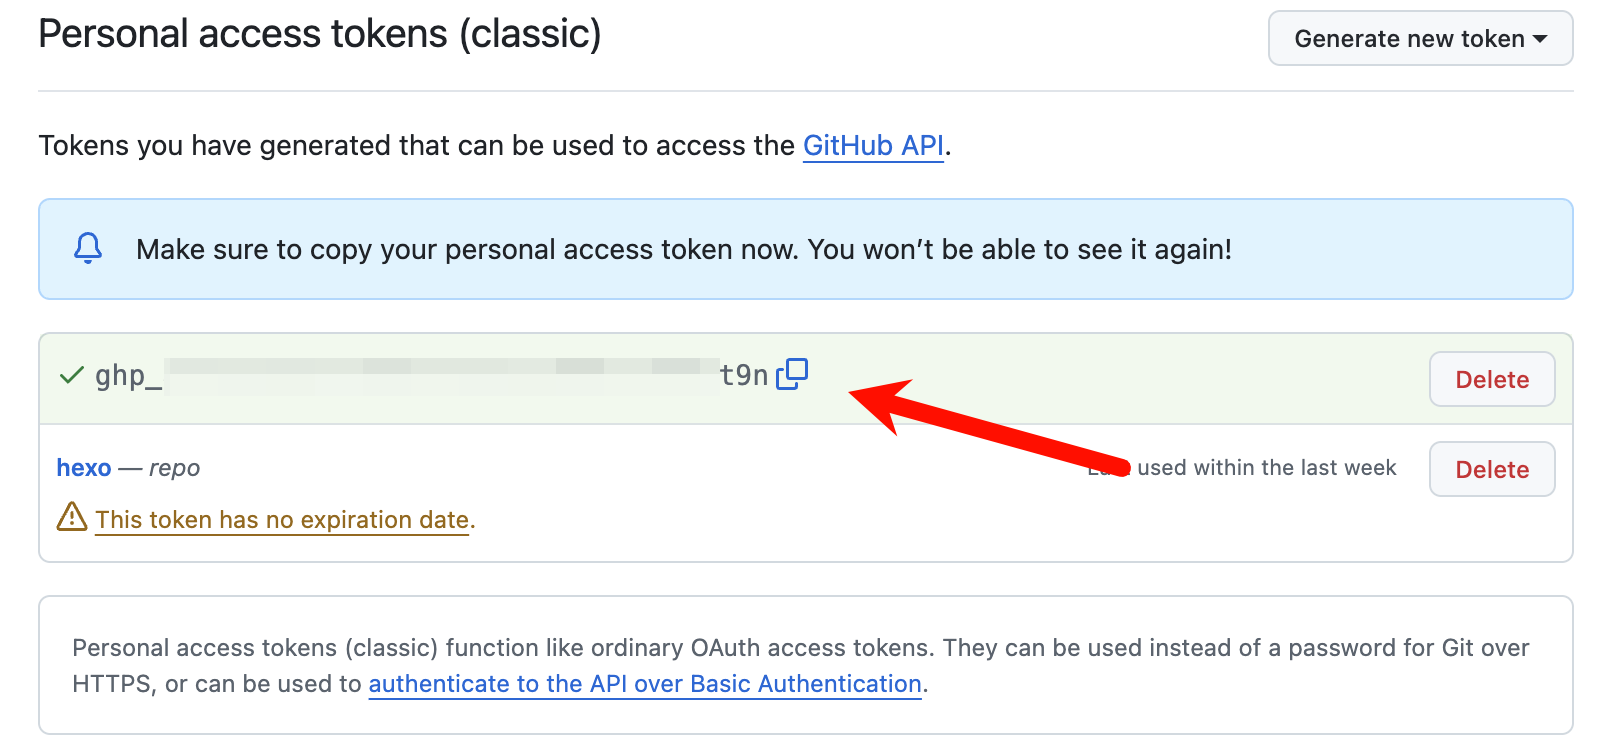 Personal access tokens (classic)
Generate new token
Tokens you have generated that can be used to access the GitHub API.
Make sure to copy your personal access token now. You won’t be able to see it again!
ghp_
t9n
Delete
hexo — repo
used within the last week
Delete
This token has no expiration date.
Personal access tokens (classic) function like ordinary OAuth access tokens. They can be used instead of a password for Git over
HTTPS, or can be used to authenticate to the API over Basic Authentication.